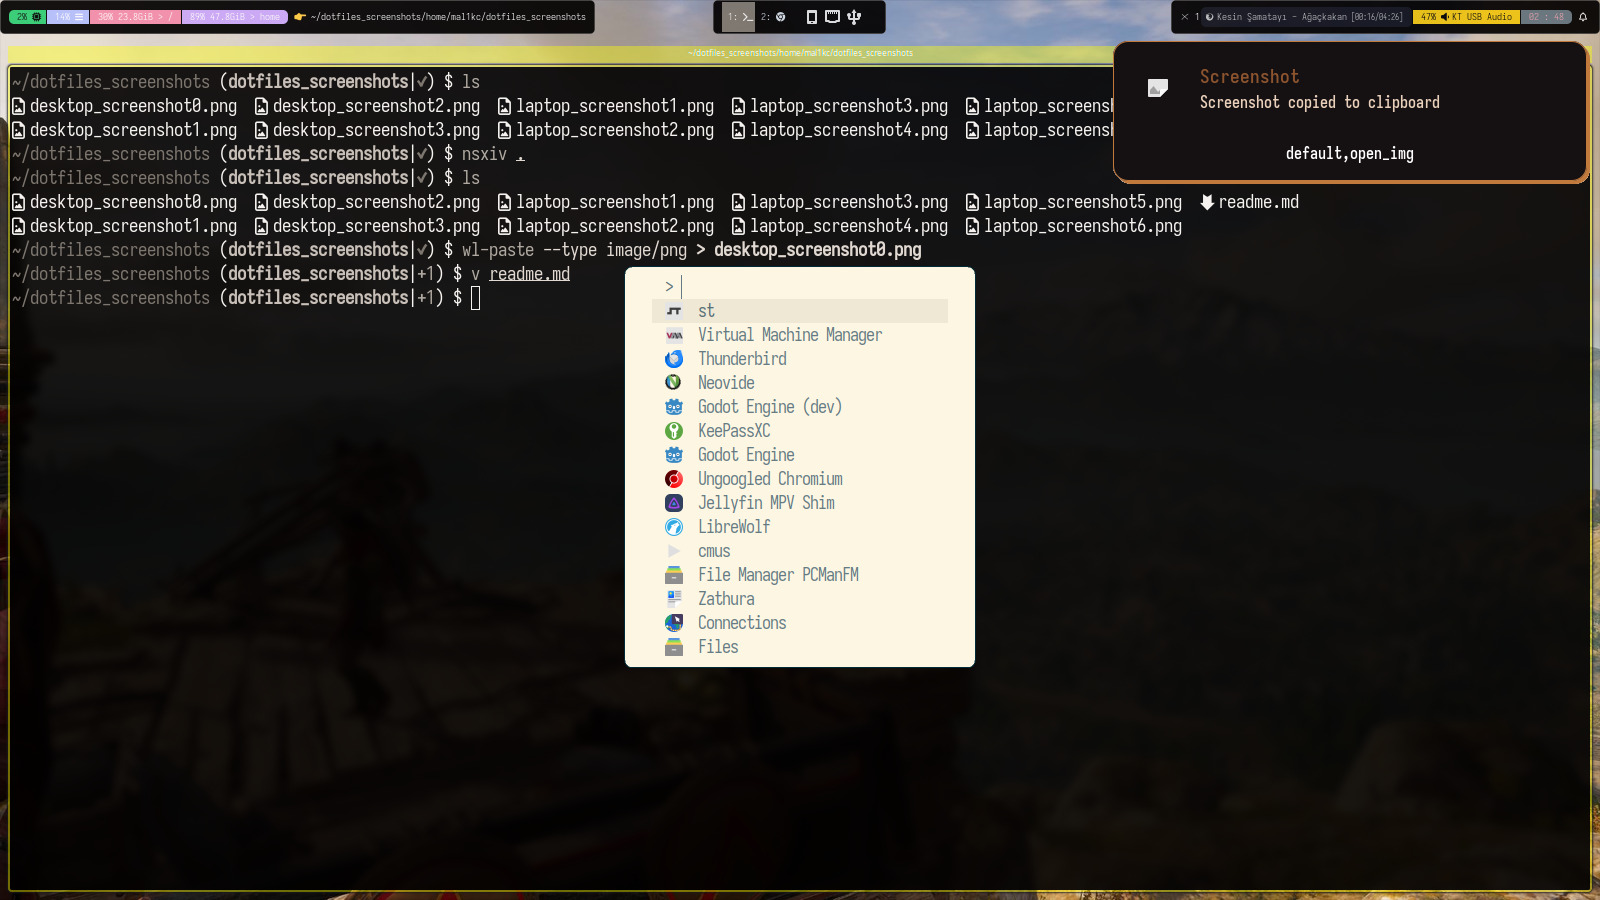 2% 14% 30% 23.8GiB > / 89% 47.8GiB > home ~/dotfiles_screenshots/home/mal1kc/dotfiles_screenshots 1: 2: × 1 Kesin Şamatayı - Ağaçkakan [00:16/04:26] 47% KT USB Audio 02 : 48
~/dotfiles_screenshots/home/mal1kc/dotfiles_screenshots
~/dotfiles_screenshots (dotfiles_screenshots|✓) $ ls
desktop_screenshot0.png desktop_screenshot2.png laptop_screenshot1.png laptop_screenshot3.png laptop_screensh
desktop_screenshot1.png desktop_screenshot3.png laptop_screenshot2.png laptop_screenshot4.png laptop_screensh
~/dotfiles_screenshots (dotfiles_screenshots|✓) $ nsxiv .
~/dotfiles_screenshots (dotfiles_screenshots|✓) $ ls
desktop_screenshot0.png desktop_screenshot2.png laptop_screenshot1.png laptop_screenshot3.png laptop_screenshot5.png readme.md
desktop_screenshot1.png desktop_screenshot3.png laptop_screenshot2.png laptop_screenshot4.png laptop_screenshot6.png
~/dotfiles_screenshots (dotfiles_screenshots|✓) $ wl-paste --type image/png > desktop_screenshot0.png
~/dotfiles_screenshots (dotfiles_screenshots|+1) $ v readme.md
~/dotfiles_screenshots (dotfiles_screenshots|+1) $
Screenshot
Screenshot copied to clipboard
default,open_img
>
st
Virtual Machine Manager
Thunderbird
Neovide
Godot Engine (dev)
KeePassXC
Godot Engine
Ungoogled Chromium
Jellyfin MPV Shim
LibreWolf
cmus
File Manager PCManFM
Zathura
Connections
Files